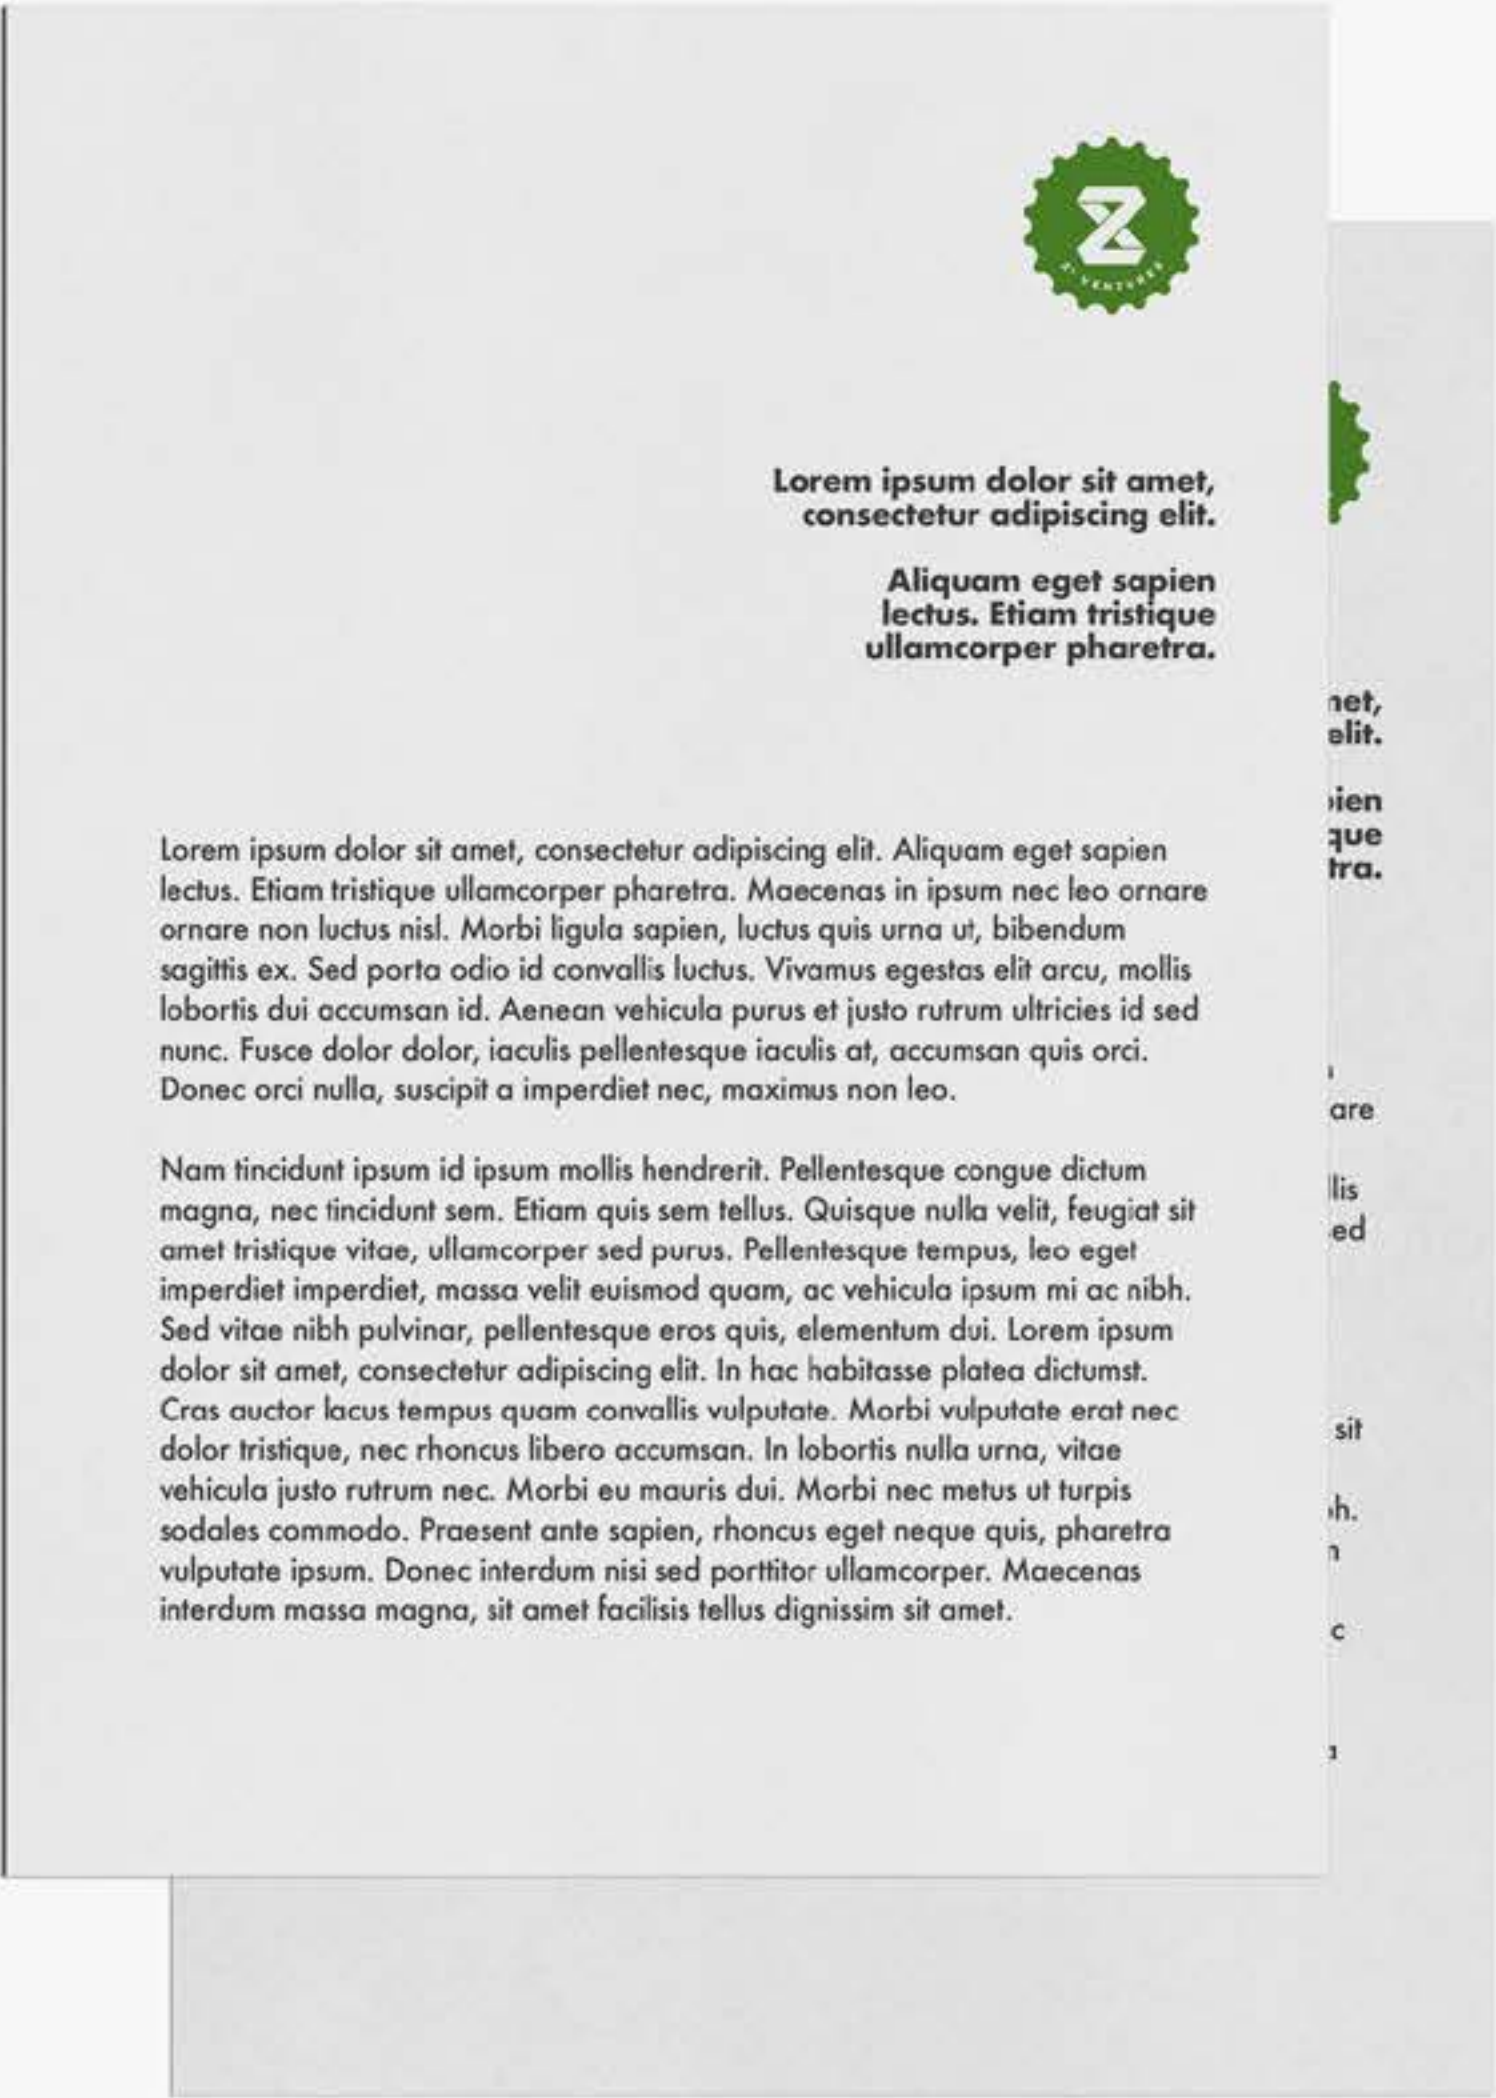 Z
VENTURES
Lorem ipsum dolor sit amet,
consectetur adipiscing elit.
Aliquam eget sapien
lectus. Etiam tristique
ullamcorper pharetra.
Lorem ipsum dolor sit amet, consectetur adipiscing elit. Aliquam eget sapien
lectus. Etiam tristique ullamcorper pharetra. Maecenas in ipsum nec leo ornare
ornare non luctus nisl. Morbi ligula sapien, luctus quis urna ut, bibendum
sagittis ex. Sed porta odio id convallis luctus. Vivamus egestas elit arcu, mollis
lobortis dui accumsan id. Aenean vehicula purus et justo rutrum ultricies id sed
nunc. Fusce dolor dolor, iaculis pellentesque iaculis at, accumsan quis orci.
Donec orci nulla, suscipit a imperdiet nec, maximus non leo.
Nam tincidunt ipsum id ipsum mollis hendrerit. Pellentesque congue dictum
magna, nec tincidunt sem. Etiam quis sem tellus. Quisque nulla velit, feugiat sit
amet tristique vitae, ullamcorper sed purus. Pellentesque tempus, leo eget
imperdiet imperdiet, massa velit euismod quam, ac vehicula ipsum mi ac nibh.
Sed vitae nibh pulvinar, pellentesque eros quis, elementum dui. Lorem ipsum
dolor sit amet, consectetur adipiscing elit. In hac habitasse platea dictumst.
Cras auctor lacus tempus quam convallis vulputate. Morbi vulputate erat nec
dolor tristique, nec rhoncus libero accumsan. In lobortis nulla urna, vitae
vehicula justo rutrum nec. Morbi eu mauris dui. Morbi nec metus ut turpis
sodales commodo. Praesent ante sapien, rhoncus eget neque quis, pharetra
vulputate ipsum. Donec interdum nisi sed porttitor ullamcorper. Maecenas
interdum massa magna, sit amet facilisis tellus dignissim sit amet.
elit.
que
tra.
are
lis
ed
sit
h.
c